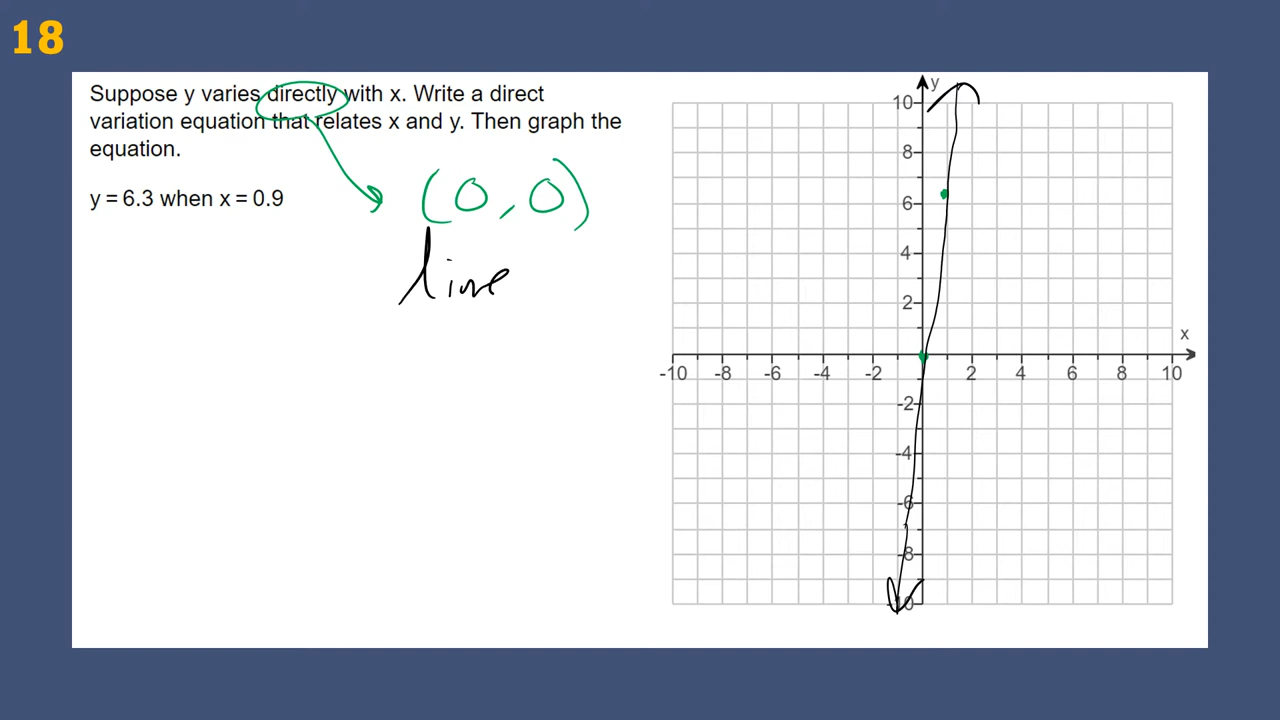 18
Suppose y varies directly with x. Write a direct
variation equation that relates x and y. Then graph the
equation.
y = 6.3 when x = 0.9
(0,0)
line
y
10
8
6
4
2
x
-10 -8 -6 -4 -2 2 4 6 8 10
-2
-4
-6
-8
-10